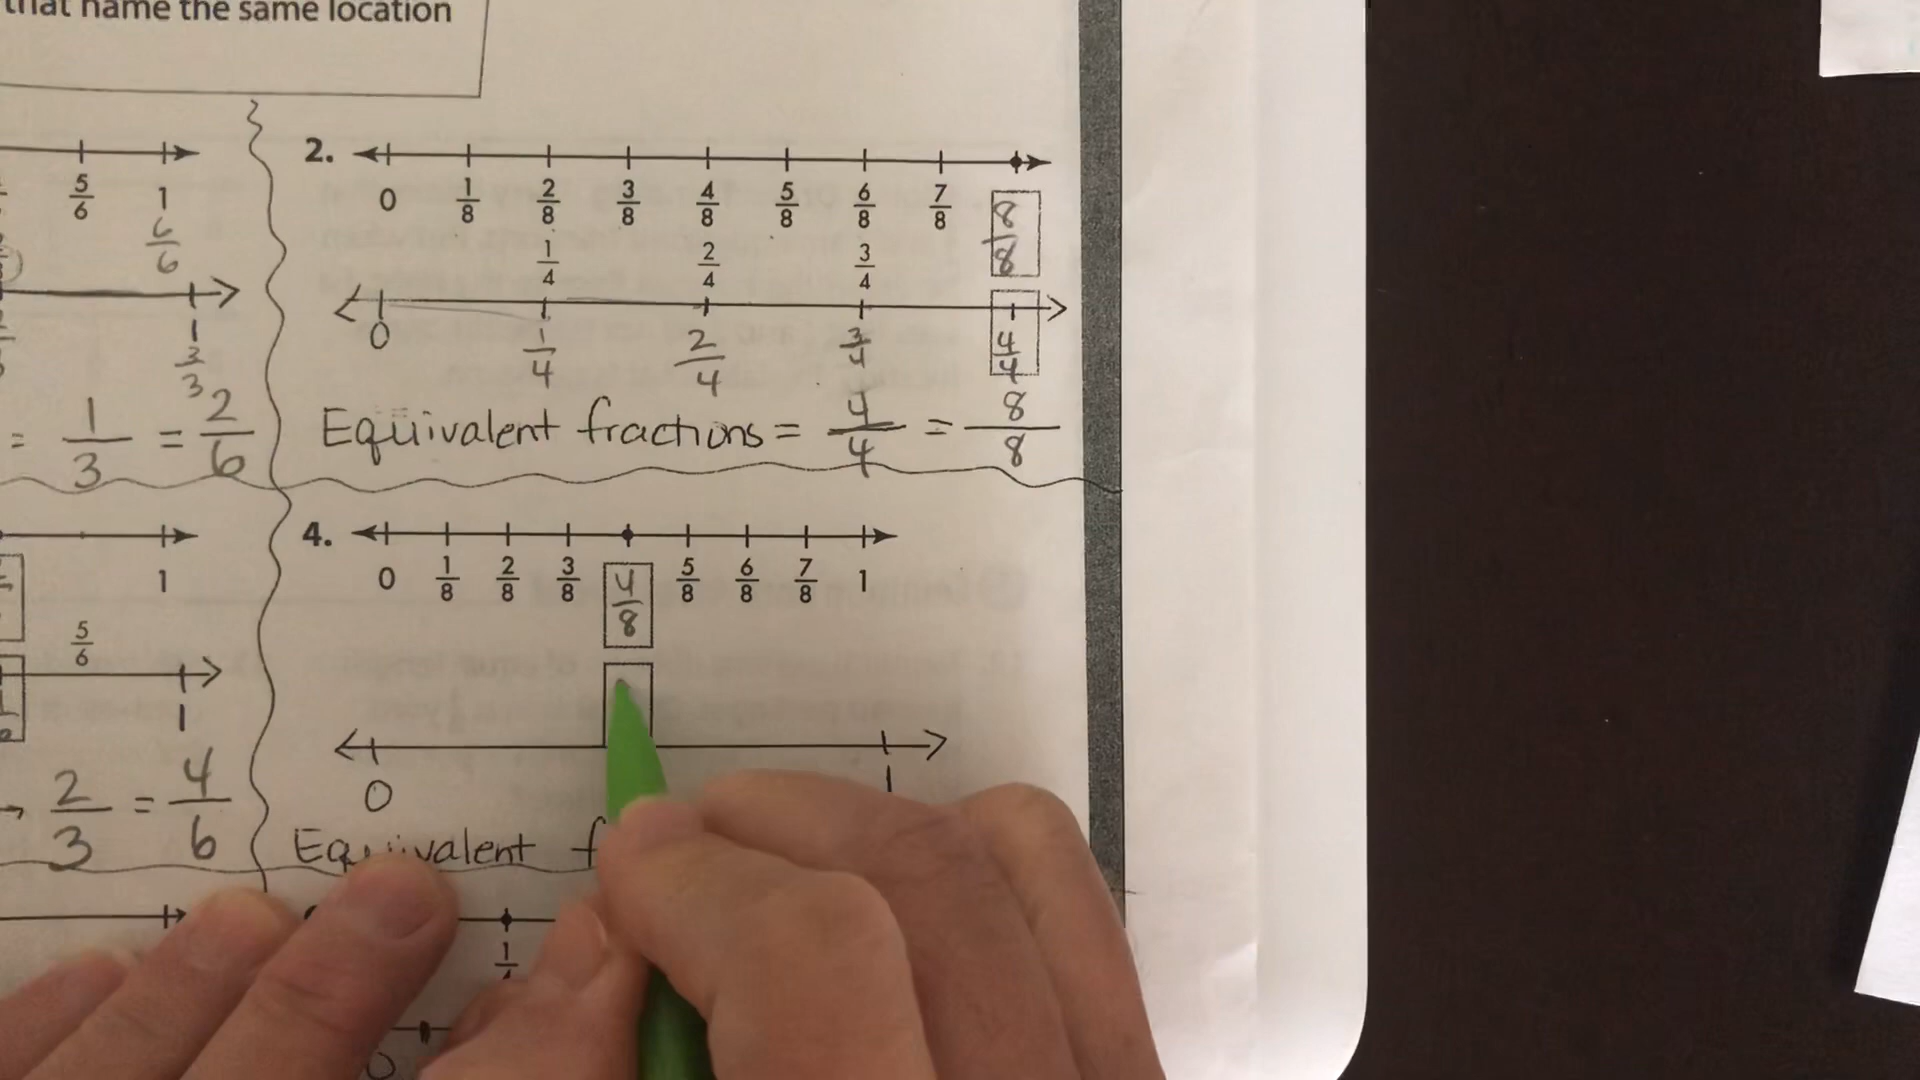 that name the same location
5/6 1
6/6
1
3/3
= 1/3 = 2/6
2. 0 1/8 2/8 3/8 4/8 5/8 6/8 7/8 8/8
1/4 2/4 3/4
0 1/4 2/4 3/4 4/4
Equivalent fractions = 4/4 = 8/8
1
5/6
1
2/3 = 4/6
4. 0 1/8 2/8 3/8 4/8 5/8 6/8 7/8 1
0 1
Equivalent f
0